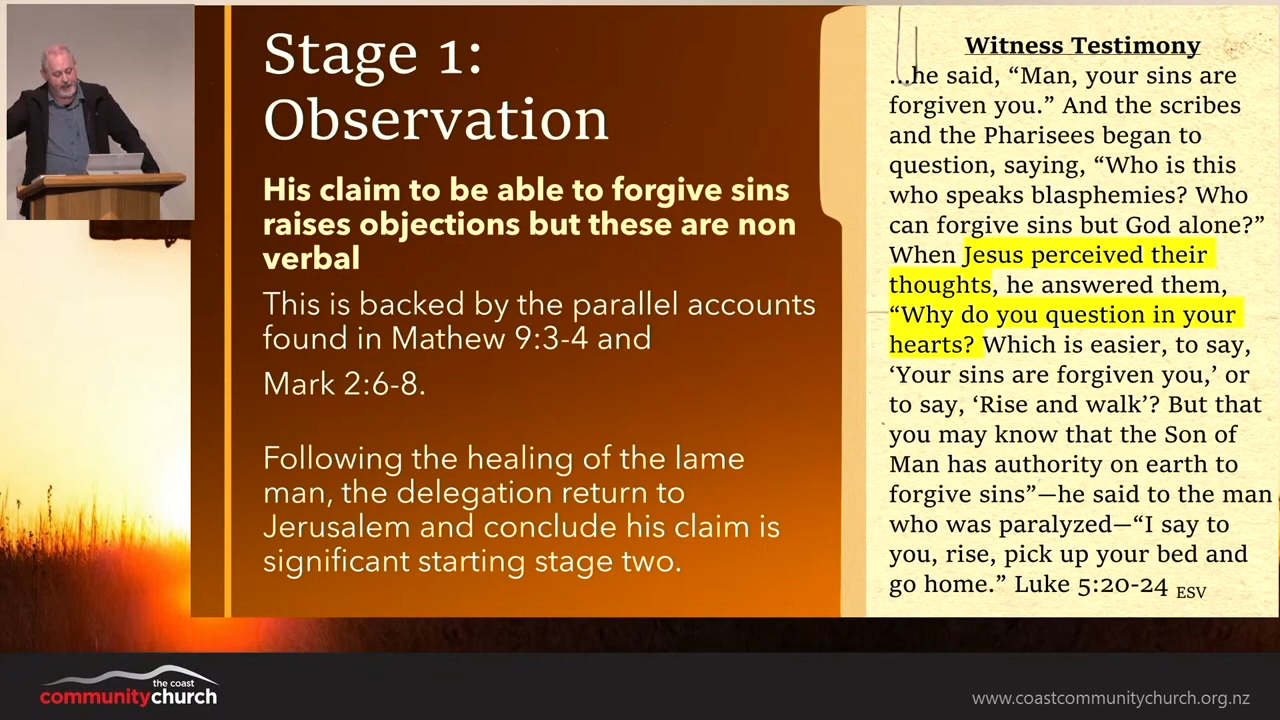 Stage 1:
Observation
His claim to be able to forgive sins
raises objections but these are non
verbal
This is backed by the parallel accounts
found in Mathew 9:3-4 and
Mark 2:6-8.
Following the healing of the lame
man, the delegation return to
Jerusalem and conclude his claim is
significant starting stage two.
Witness Testimony
...he said, “Man, your sins are
forgiven you.” And the scribes
and the Pharisees began to
question, saying, “Who is this
who speaks blasphemies? Who
can forgive sins but God alone?”
When Jesus perceived their
thoughts, he answered them,
“Why do you question in your
hearts? Which is easier, to say,
‘Your sins are forgiven you,’ or
to say, ‘Rise and walk’? But that
you may know that the Son of
Man has authority on earth to
forgive sins”—he said to the man
who was paralyzed—“I say to
you, rise, pick up your bed and
go home.” Luke 5:20-24 ESV
the coast
communitychurch
www.coastcommunitychurch.org.nz